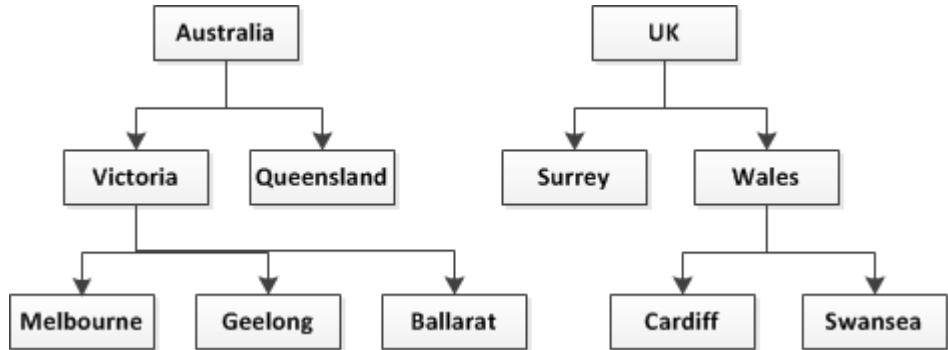 Australia
UK
Victoria
Queensland
Surrey
Wales
Melbourne
Geelong
Ballarat
Cardiff
Swansea